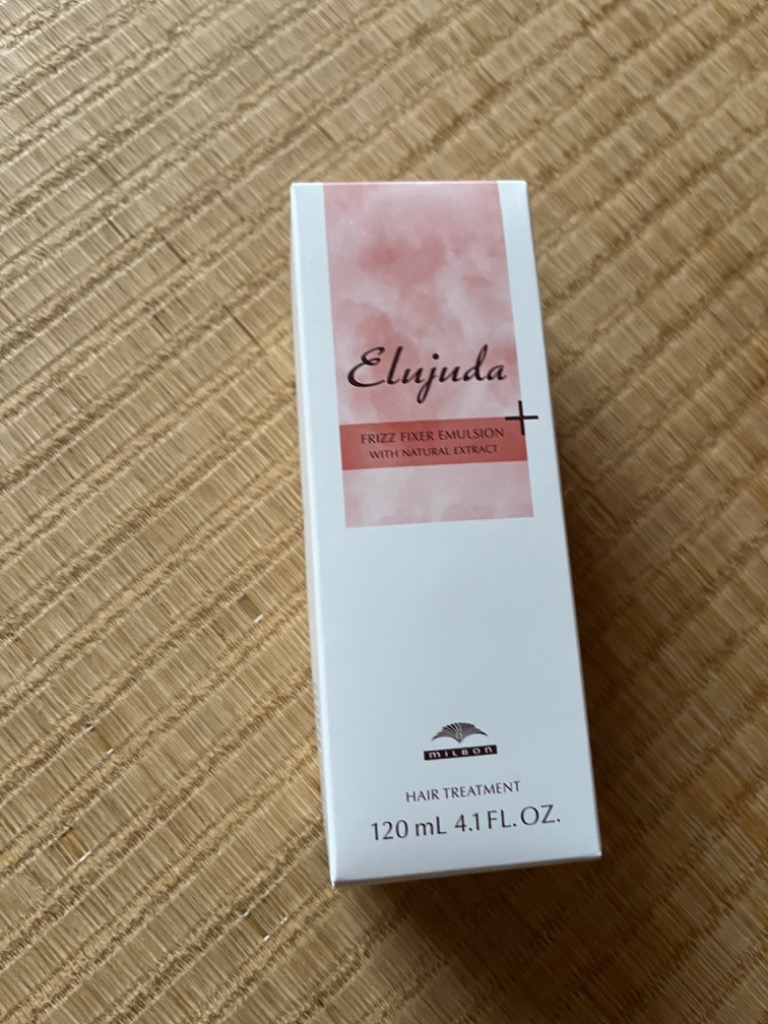 Elujuda
+
FRIZZ FIXER EMULSION
WITH NATURAL EXTRACT
MILBON
HAIR TREATMENT
120 mL 4.1 FL. OZ.